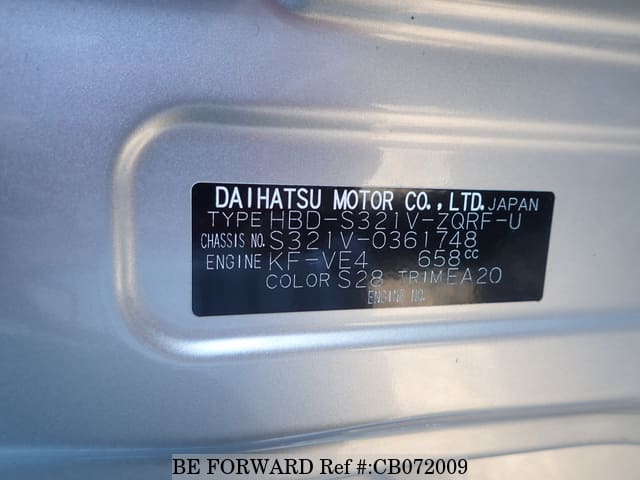 DAIHATSU MOTOR CO.,LTD. JAPAN
TYPE HBD-S321V-ZQRF-U
CHASSIS NO. S321V-0361748
ENGINE KF-VE4 658cc
COLOR S28 TRIM EA20
ENGINE NO.
BE FORWARD Ref #:CB072009